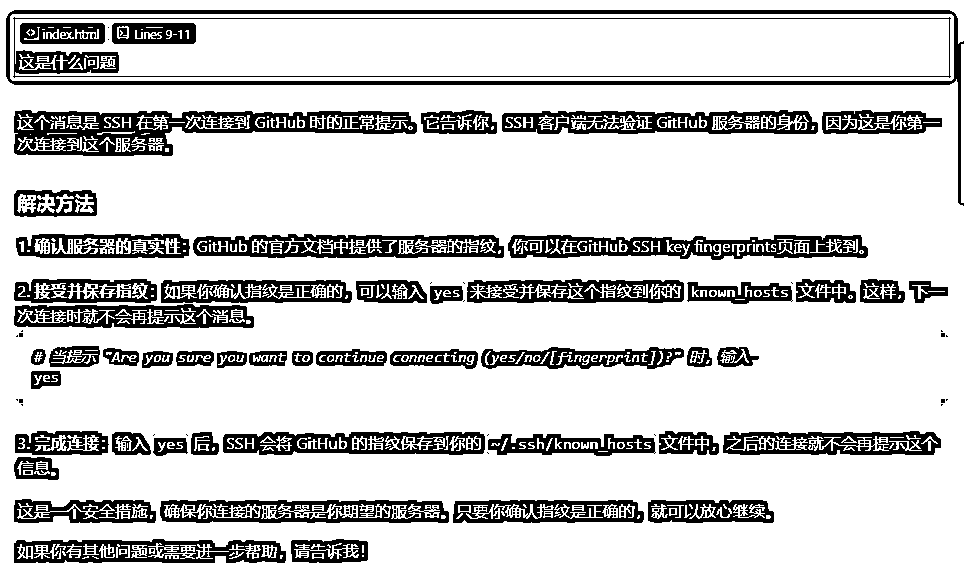 index.html Lines 9-11
这是什么问题
这个消息是 SSH 在第一次连接到 GitHub 时的正常提示。它告诉你，SSH 客户端无法验证 GitHub 服务器的身份，因为这是你第一
次连接到这个服务器。
解决方法
1. 确认服务器的真实性：GitHub 的官方文档中提供了服务器的指纹，你可以在GitHub SSH key fingerprints页面上找到。
2. 接受并保存指纹：如果你确认指纹是正确的，可以输入 yes 来接受并保存这个指纹到你的 known_hosts 文件中。这样，下一
次连接时就不会再提示这个消息。
# 当提示 "Are you sure you want to continue connecting (yes/no/[fingerprint])?" 时，输入
yes
3. 完成连接：输入 yes 后，SSH 会将 GitHub 的指纹保存到你的 ~/.ssh/known_hosts 文件中，之后的连接就不会再提示这个
信息。
这是一个安全措施，确保你连接的服务器是你期望的服务器。只要你确认指纹是正确的，就可以放心继续。
如果你有其他问题或需要进一步帮助，请告诉我！